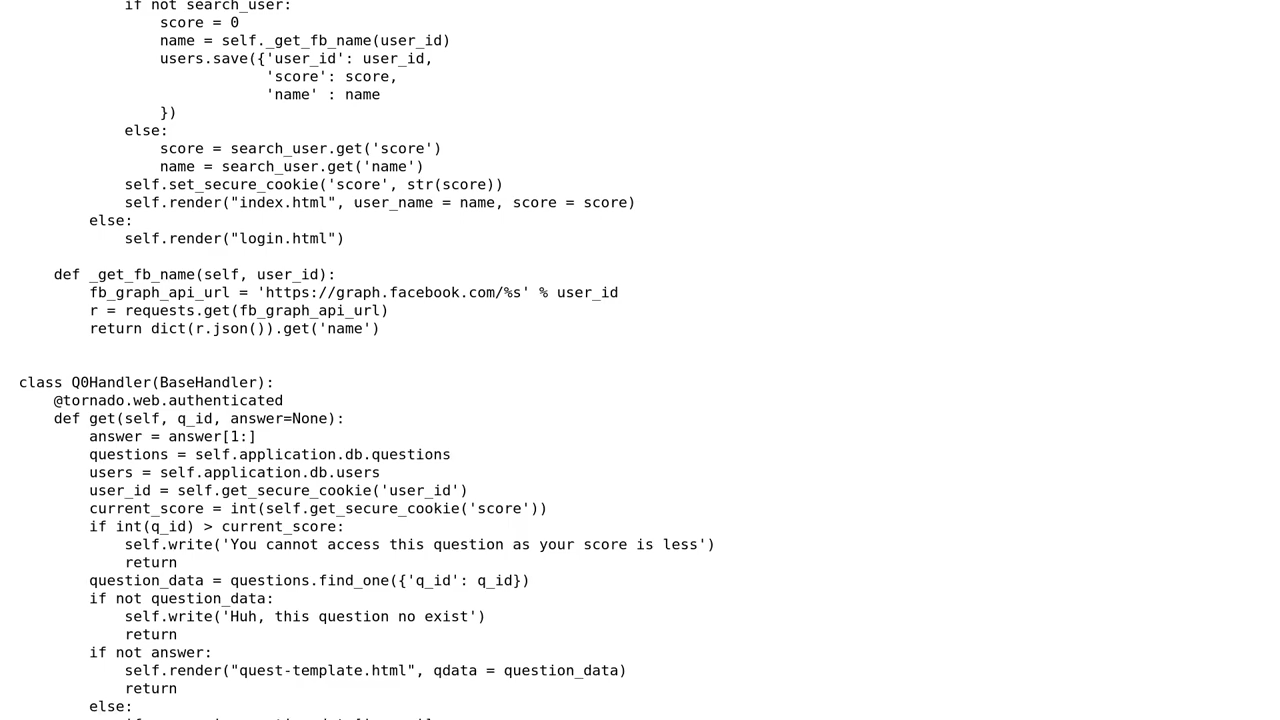 if not search_user:
score = 0
name = self._get_fb_name(user_id)
users.save({'user_id': user_id,
'score': score,
'name' : name
})
else:
score = search_user.get('score')
name = search_user.get('name')
self.set_secure_cookie('score', str(score))
self.render("index.html", user_name = name, score = score)
else:
self.render("login.html")
def _get_fb_name(self, user_id):
fb_graph_api_url = 'https://graph.facebook.com/%s' % user_id
r = requests.get(fb_graph_api_url)
return dict(r.json()).get('name')
class Q0Handler(BaseHandler):
@tornado.web.authenticated
def get(self, q_id, answer=None):
answer = answer[1:]
questions = self.application.db.questions
users = self.application.db.users
user_id = self.get_secure_cookie('user_id')
current_score = int(self.get_secure_cookie('score'))
if int(q_id) > current_score:
self.write('You cannot access this question as your score is less')
return
question_data = questions.find_one({'q_id': q_id})
if not question_data:
self.write('Huh, this question no exist')
return
if not answer:
self.render("quest-template.html", qdata = question_data)
return
else: